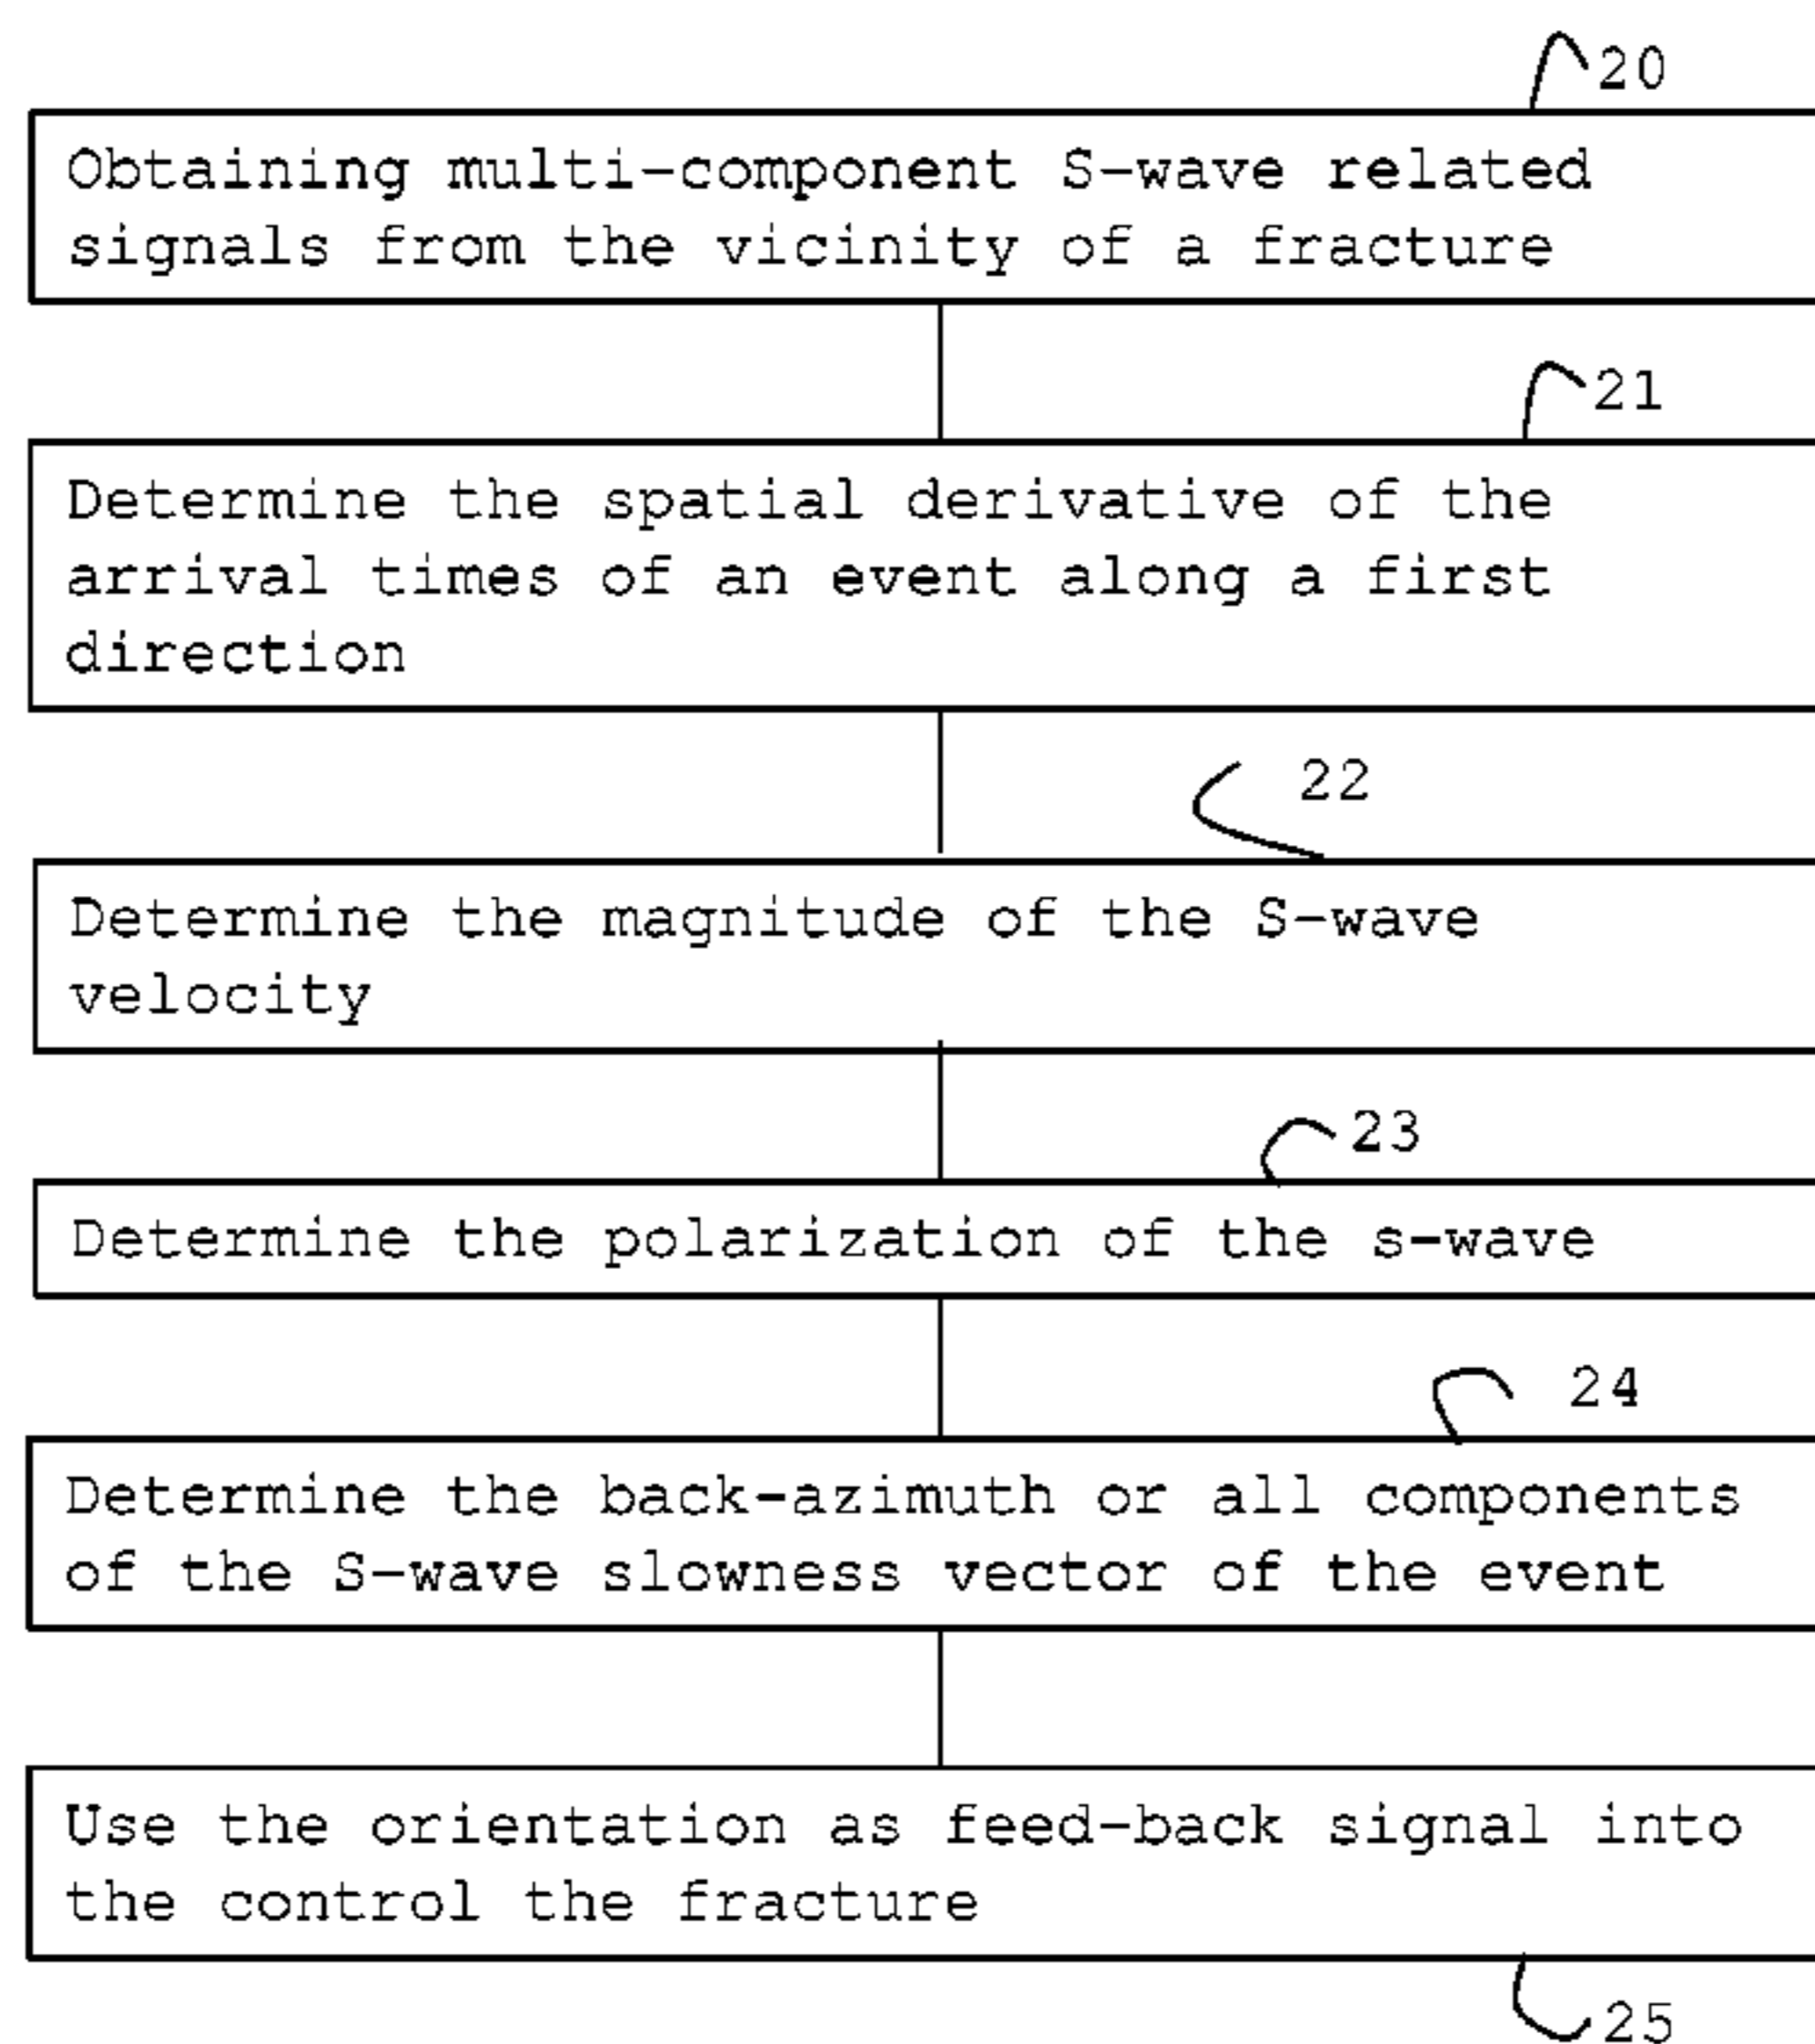 20
Obtaining multi-component S-wave related
signals from the vicinity of a fracture
21
Determine the spatial derivative of the
arrival times of an event along a first
direction
22
Determine the magnitude of the S-wave
velocity
23
Determine the polarization of the s-wave
24
Determine the back-azimuth or all components
of the S-wave slowness vector of the event
Use the orientation as feed-back signal into
the control the fracture
25